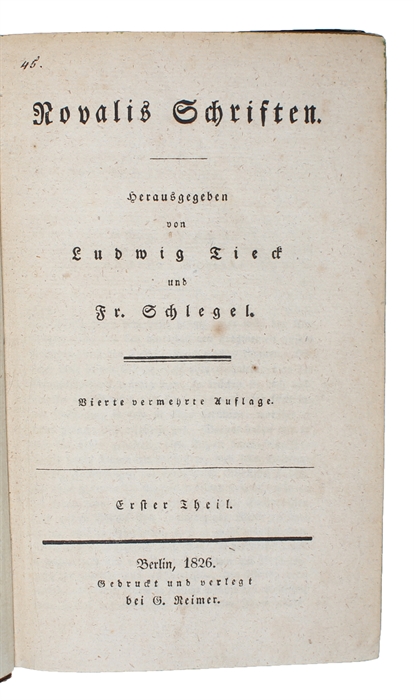 46.
Novalis Schriften.
Herausgegeben
von
Ludwig Tieck
und
Fr. Schlegel.
Vierte vermehrte Auflage.
Erster Theil.
Berlin, 1826.
Gedruckt und verlegt
bei G. Reimer.